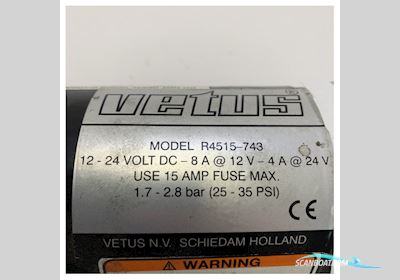 vetus®
MODEL R4515-743
12 - 24 VOLT DC - 8 A @ 12 V - 4 A @ 24 V
USE 15 AMP FUSE MAX.
1.7 - 2.8 bar (25 - 35 PSI)
CE
VETUS N.V. SCHIEDAM HOLLAND
WARNING
SCANBOAT.COM